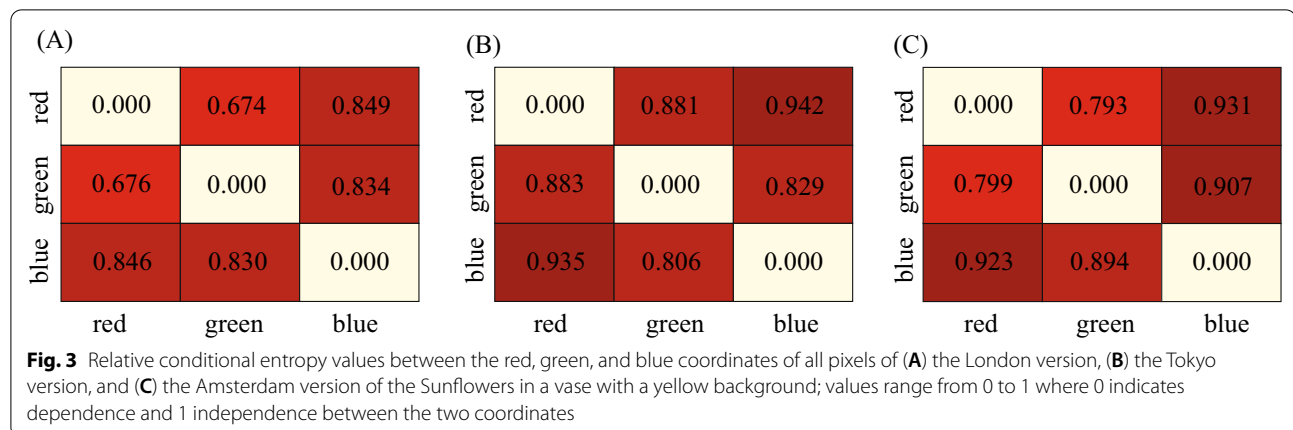 (A) (B) (C)
red 0.000 0.674 0.849 red 0.000 0.881 0.942 red 0.000 0.793 0.931
green 0.676 0.000 0.834 green 0.883 0.000 0.829 green 0.799 0.000 0.907
blue 0.846 0.830 0.000 blue 0.935 0.806 0.000 blue 0.923 0.894 0.000
red green blue red green blue red green blue
Fig. 3 Relative conditional entropy values between the red, green, and blue coordinates of all pixels of (A) the London version, (B) the Tokyo
version, and (C) the Amsterdam version of the Sunflowers in a vase with a yellow background; values range from 0 to 1 where 0 indicates
dependence and 1 independence between the two coordinates